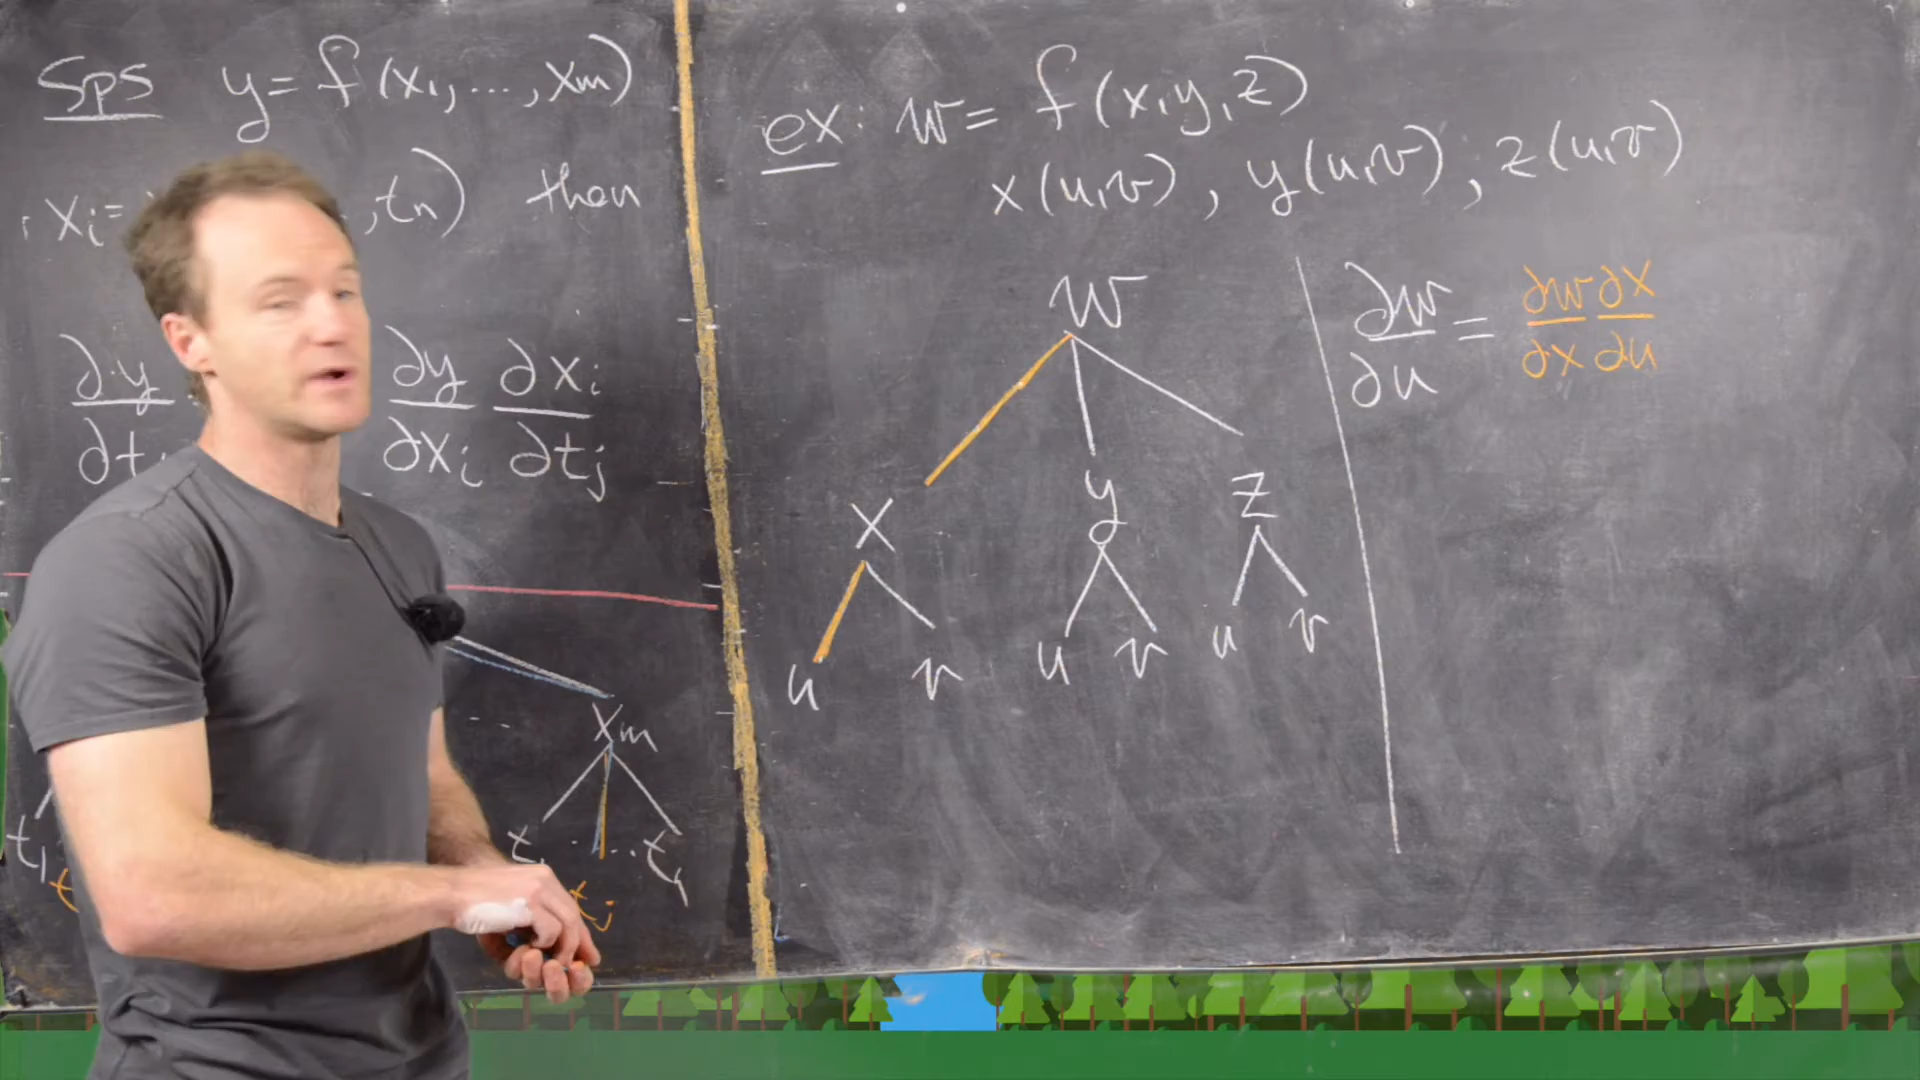 Sps y = f(x₁, ..., xₘ)
xᵢ = , tₙ) then
∂y/∂t ∂y/∂xᵢ ∂xᵢ/∂tⱼ
xₘ
t₁ t ... t
tⱼ
ex: w = f(x,y,z)
x(u,v), y(u,v), z(u,v)
w
x y z
u v u v u v
∂w/∂u = ∂w/∂x ∂x/∂u